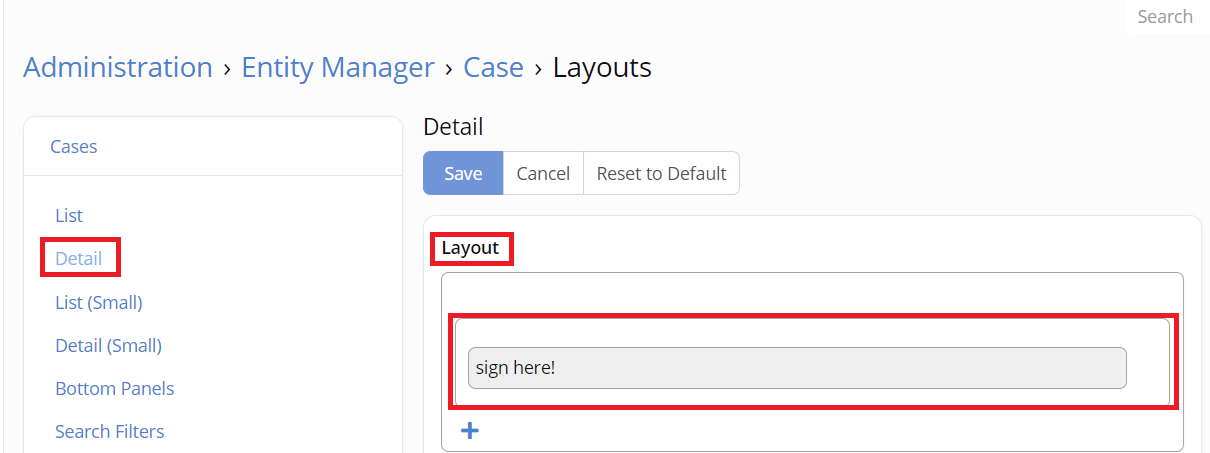 Search
Administration › Entity Manager › Case › Layouts
Cases
List
Detail
List (Small)
Detail (Small)
Bottom Panels
Search Filters
Detail
Save Cancel Reset to Default
Layout
sign here!